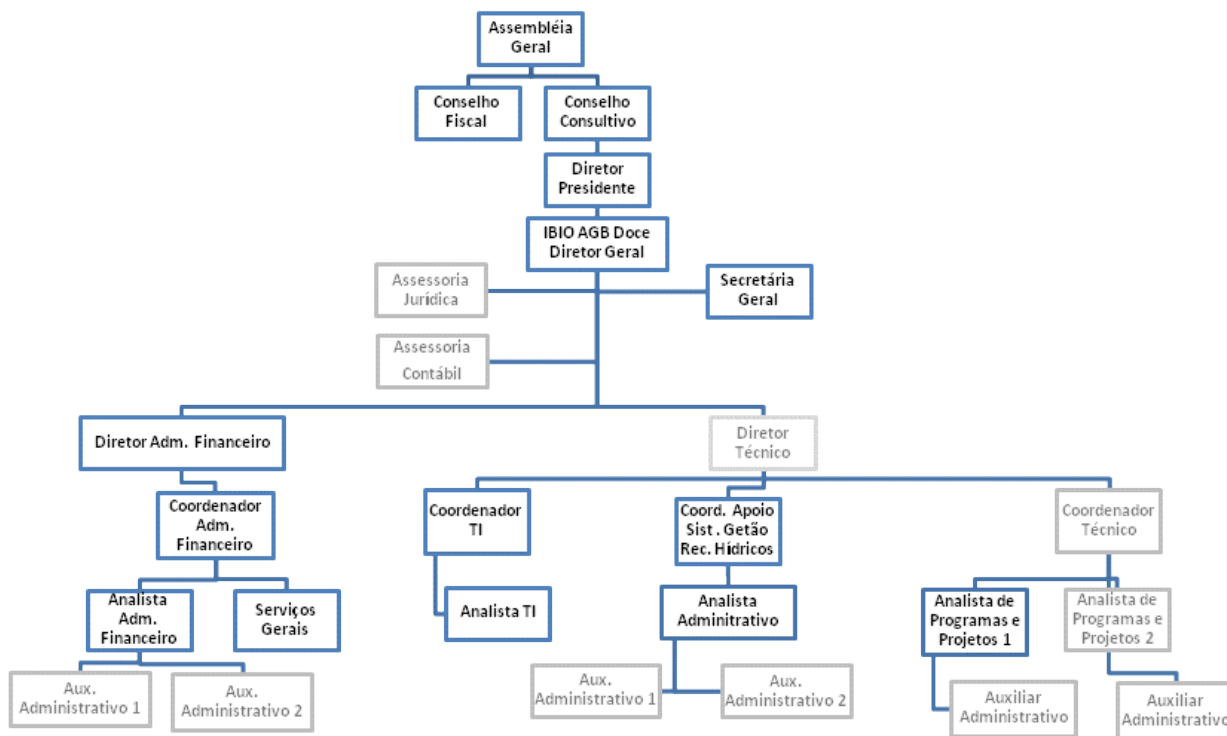 Assembléia
Geral
Conselho
Fiscal
Conselho
Consultivo
Diretor
Presidente
IBIO AGB Doce
Diretor Geral
Assessoria
Jurídica
Secretária
Geral
Assessoria
Contábil
Diretor Adm. Financeiro
Diretor
Técnico
Coordenador
Adm.
Financeiro
Coordenador
TI
Coord. Apoio
Sist. Getão
Rec. Hídricos
Coordenador
Técnico
Analista
Adm.
Financeiro
Serviços
Gerais
Analista TI
Analista
Adminitrativo
Analista de
Programas e
Projetos 1
Analista de
Programas e
Projetos 2
Aux.
Administrativo 1
Aux.
Administrativo 2
Aux.
Administrativo 1
Aux.
Administrativo 2
Auxiliar
Administrativo
Auxiliar
Administrativo